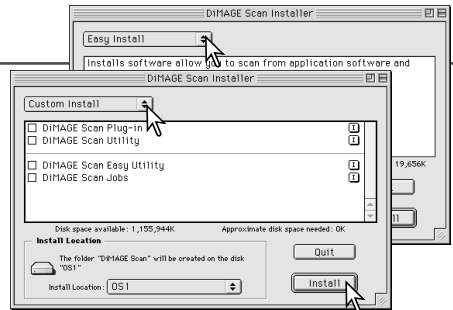 DiMAGE Scan Installer
Easy Install
Installs software allow you to scan from application software and
DiMAGE Scan Installer
Custom Install
DiMAGE Scan Plug-in
DiMAGE Scan Utility
DiMAGE Scan Easy Utility
DiMAGE Scan Jobs
19,656K
Disk space available : 1,155,944K Approximate disk space needed : 0K
Install Location
The folder "DiMAGE Scan" will be created on the disk
"OS1"
Install Location : OS1
Quit
Install